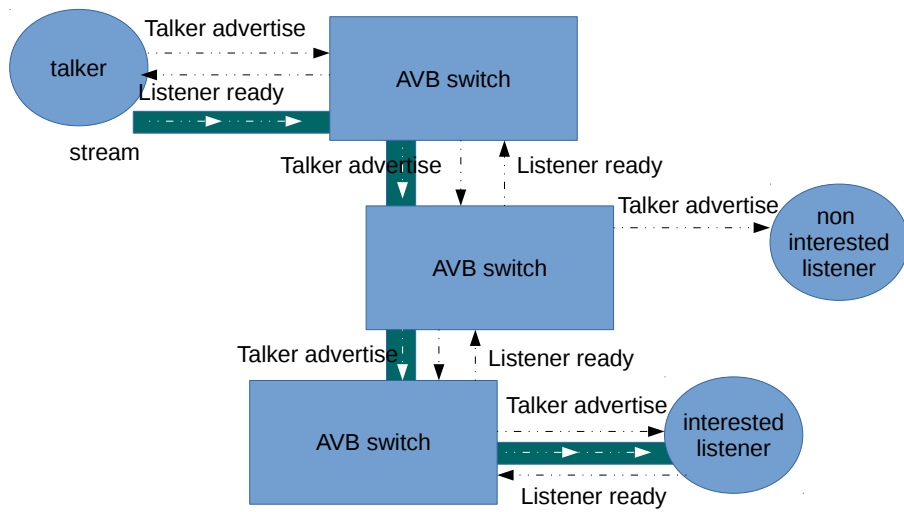 Talker advertise
talker
AVB switch
Listener ready
stream
Talker advertise
Listener ready
Talker advertise
non
interested
listener
AVB switch
Talker advertise
Listener ready
Talker advertise
interested
listener
AVB switch
Listener ready